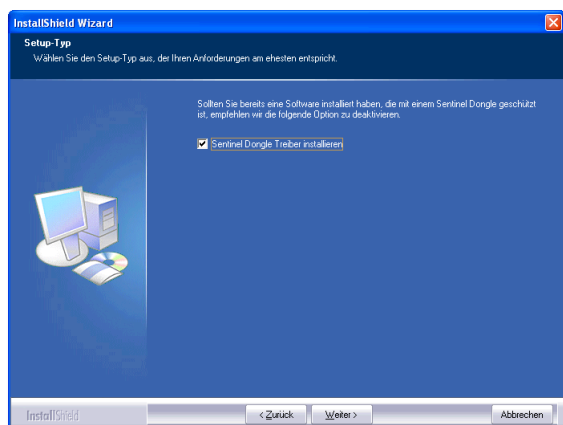 InstallShield Wizard
Setup-Typ
Wählen Sie den Setup-Typ aus, der Ihren Anforderungen am ehesten entspricht.
Sollten Sie bereits eine Software installiert haben, die mit einem Sentinel Dongle geschützt
ist, empfehlen wir die folgende Option zu deaktivieren.
Sentinel Dongle Treiber installieren
InstallShield
< Zurück
Weiter >
Abbrechen